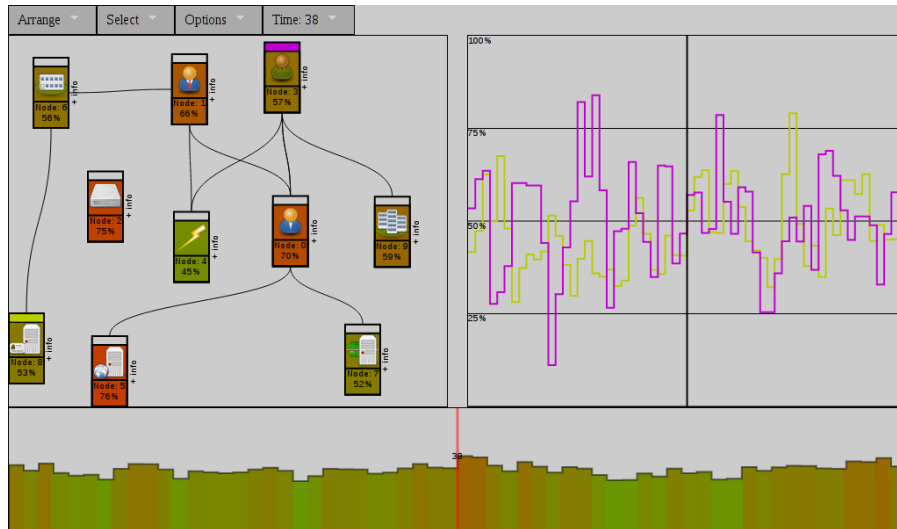 Arrange
Select
Options
Time: 38
100%
75%
50%
25%
Node: 6
56%
+ info
Node: 1
66%
+ info
Node: 3
57%
+ info
Node: 2
75%
+ info
Node: 4
45%
+ info
Node: 0
70%
+ info
Node: 9
59%
+ info
Node: 8
53%
+ info
Node: 5
76%
+ info
Node: 7
52%
+ info
38